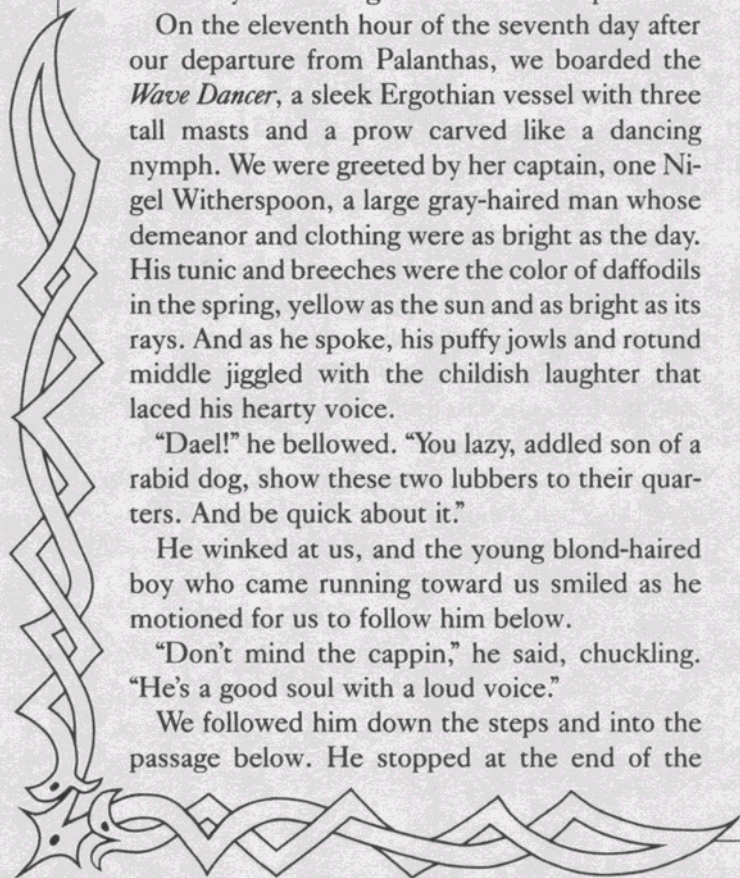 On the eleventh hour of the seventh day after
our departure from Palanthas, we boarded the
Wave Dancer, a sleek Ergothian vessel with three
tall masts and a prow carved like a dancing
nymph. We were greeted by her captain, one Ni-
gel Witherspoon, a large gray-haired man whose
demeanor and clothing were as bright as the day.
His tunic and breeches were the color of daffodils
in the spring, yellow as the sun and as bright as its
rays. And as he spoke, his puffy jowls and rotund
middle jiggled with the childish laughter that
laced his hearty voice.
“Dael!” he bellowed. “You lazy, addled son of a
rabid dog, show these two lubbers to their quar-
ters. And be quick about it.”
He winked at us, and the young blond-haired
boy who came running toward us smiled as he
motioned for us to follow him below.
“Don’t mind the cappin,” he said, chuckling.
“He’s a good soul with a loud voice.”
We followed him down the steps and into the
passage below. He stopped at the end of the